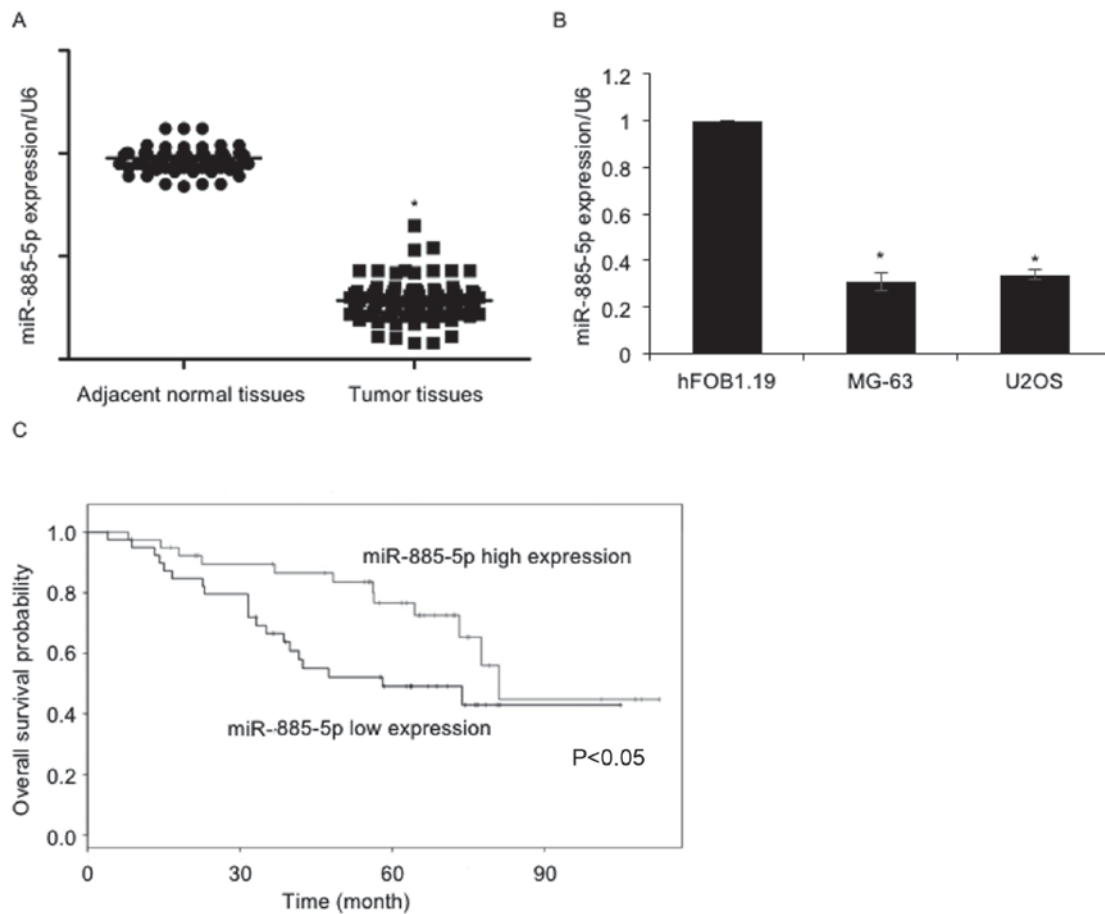 A
miR-885-5p expression/U6
*
Adjacent normal tissues
Tumor tissues
B
miR-885-5p expression/U6
1.2
1
0.8
0.6
0.4
0.2
0
*
*
hFOB1.19
MG-63
U2OS
C
Overall survival probability
1.0
0.8
0.6
0.4
0.2
0.0
miR-885-5p high expression
miR-885-5p low expression
P<0.05
0
30
60
90
Time (month)